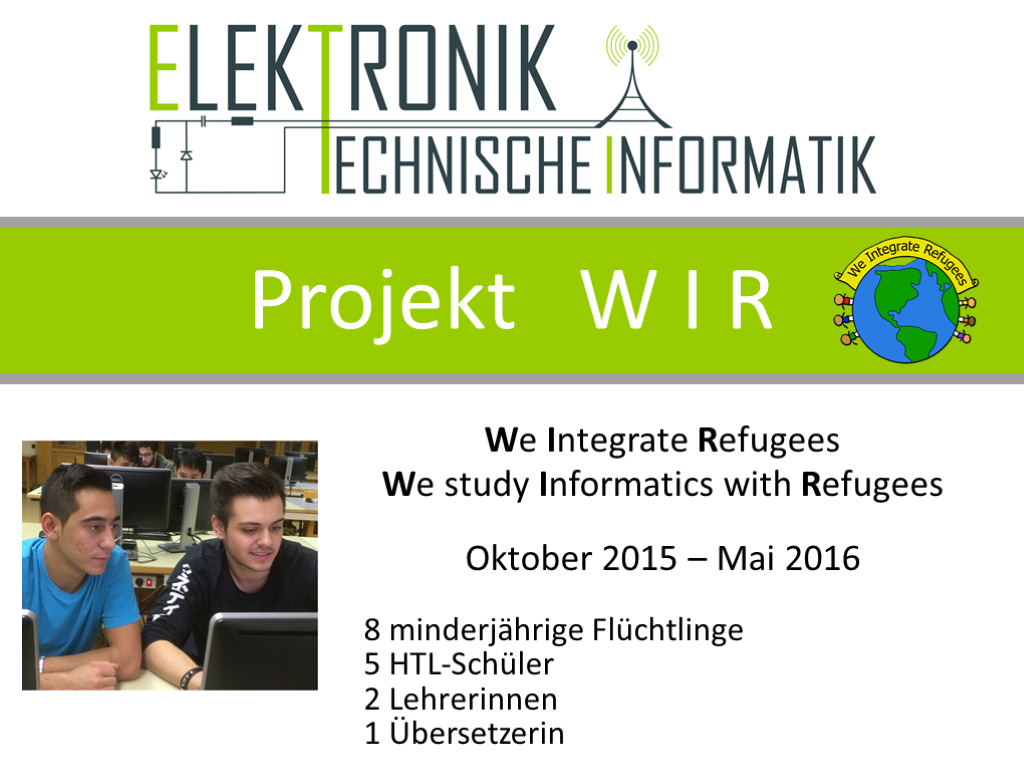 ELEKTRONIK
TECHNISCHE INFORMATIK
Projekt W I R
We Integrate Refugees
We Integrate Refugees
We study Informatics with Refugees
Oktober 2015 – Mai 2016
8 minderjährige Flüchtlinge
5 HTL-Schüler
2 Lehrerinnen
1 Übersetzerin